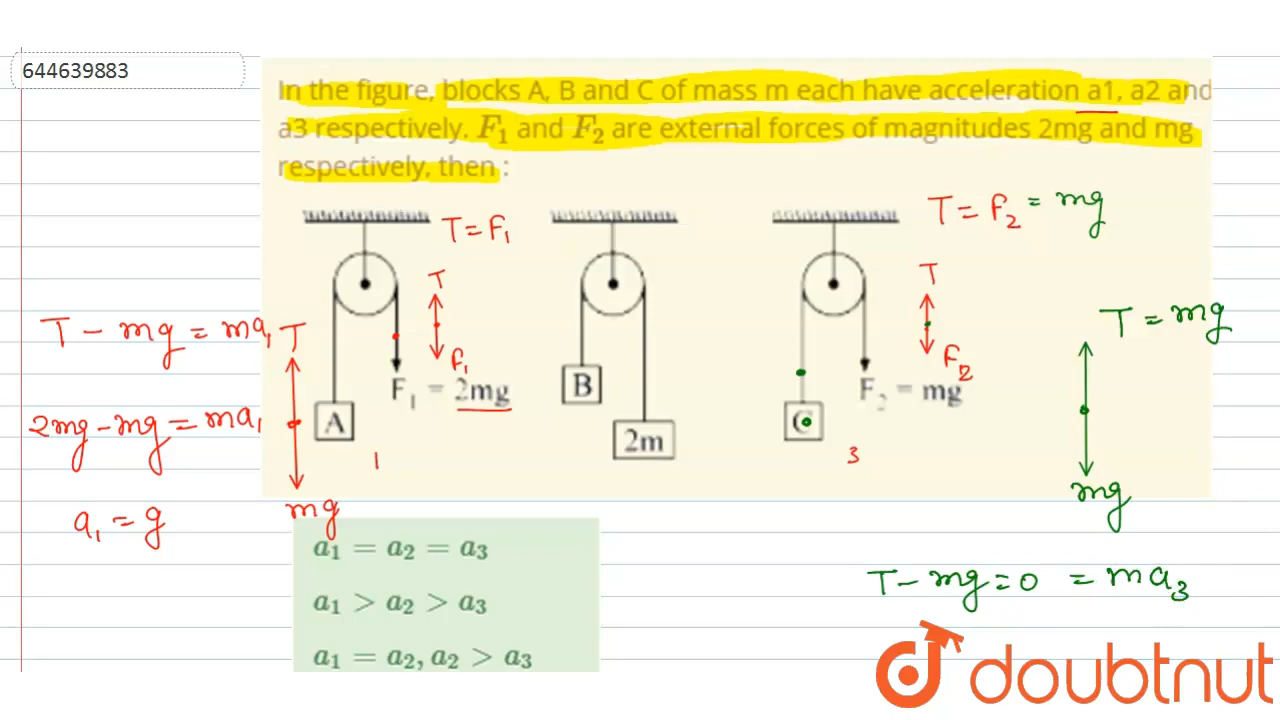 644639883
In the figure, blocks A, B and C of mass m each have acceleration a1, a2 and
a3 respectively. F₁ and F₂ are external forces of magnitudes 2mg and mg
respectively, then :
T = F₁
T = F₂ = mg
T
T
T - mg = ma₁
T
T = mg
F₁
F₂
F₁ = 2mg
B
F₂ = mg
2mg - mg = ma₁
A
2m
C
1
3
mg
mg
a₁ = g
a₁ = a₂ = a₃
T - mg = 0 = ma₃
a₁ > a₂ > a₃
a₁ = a₂, a₂ > a₃
doubtnut